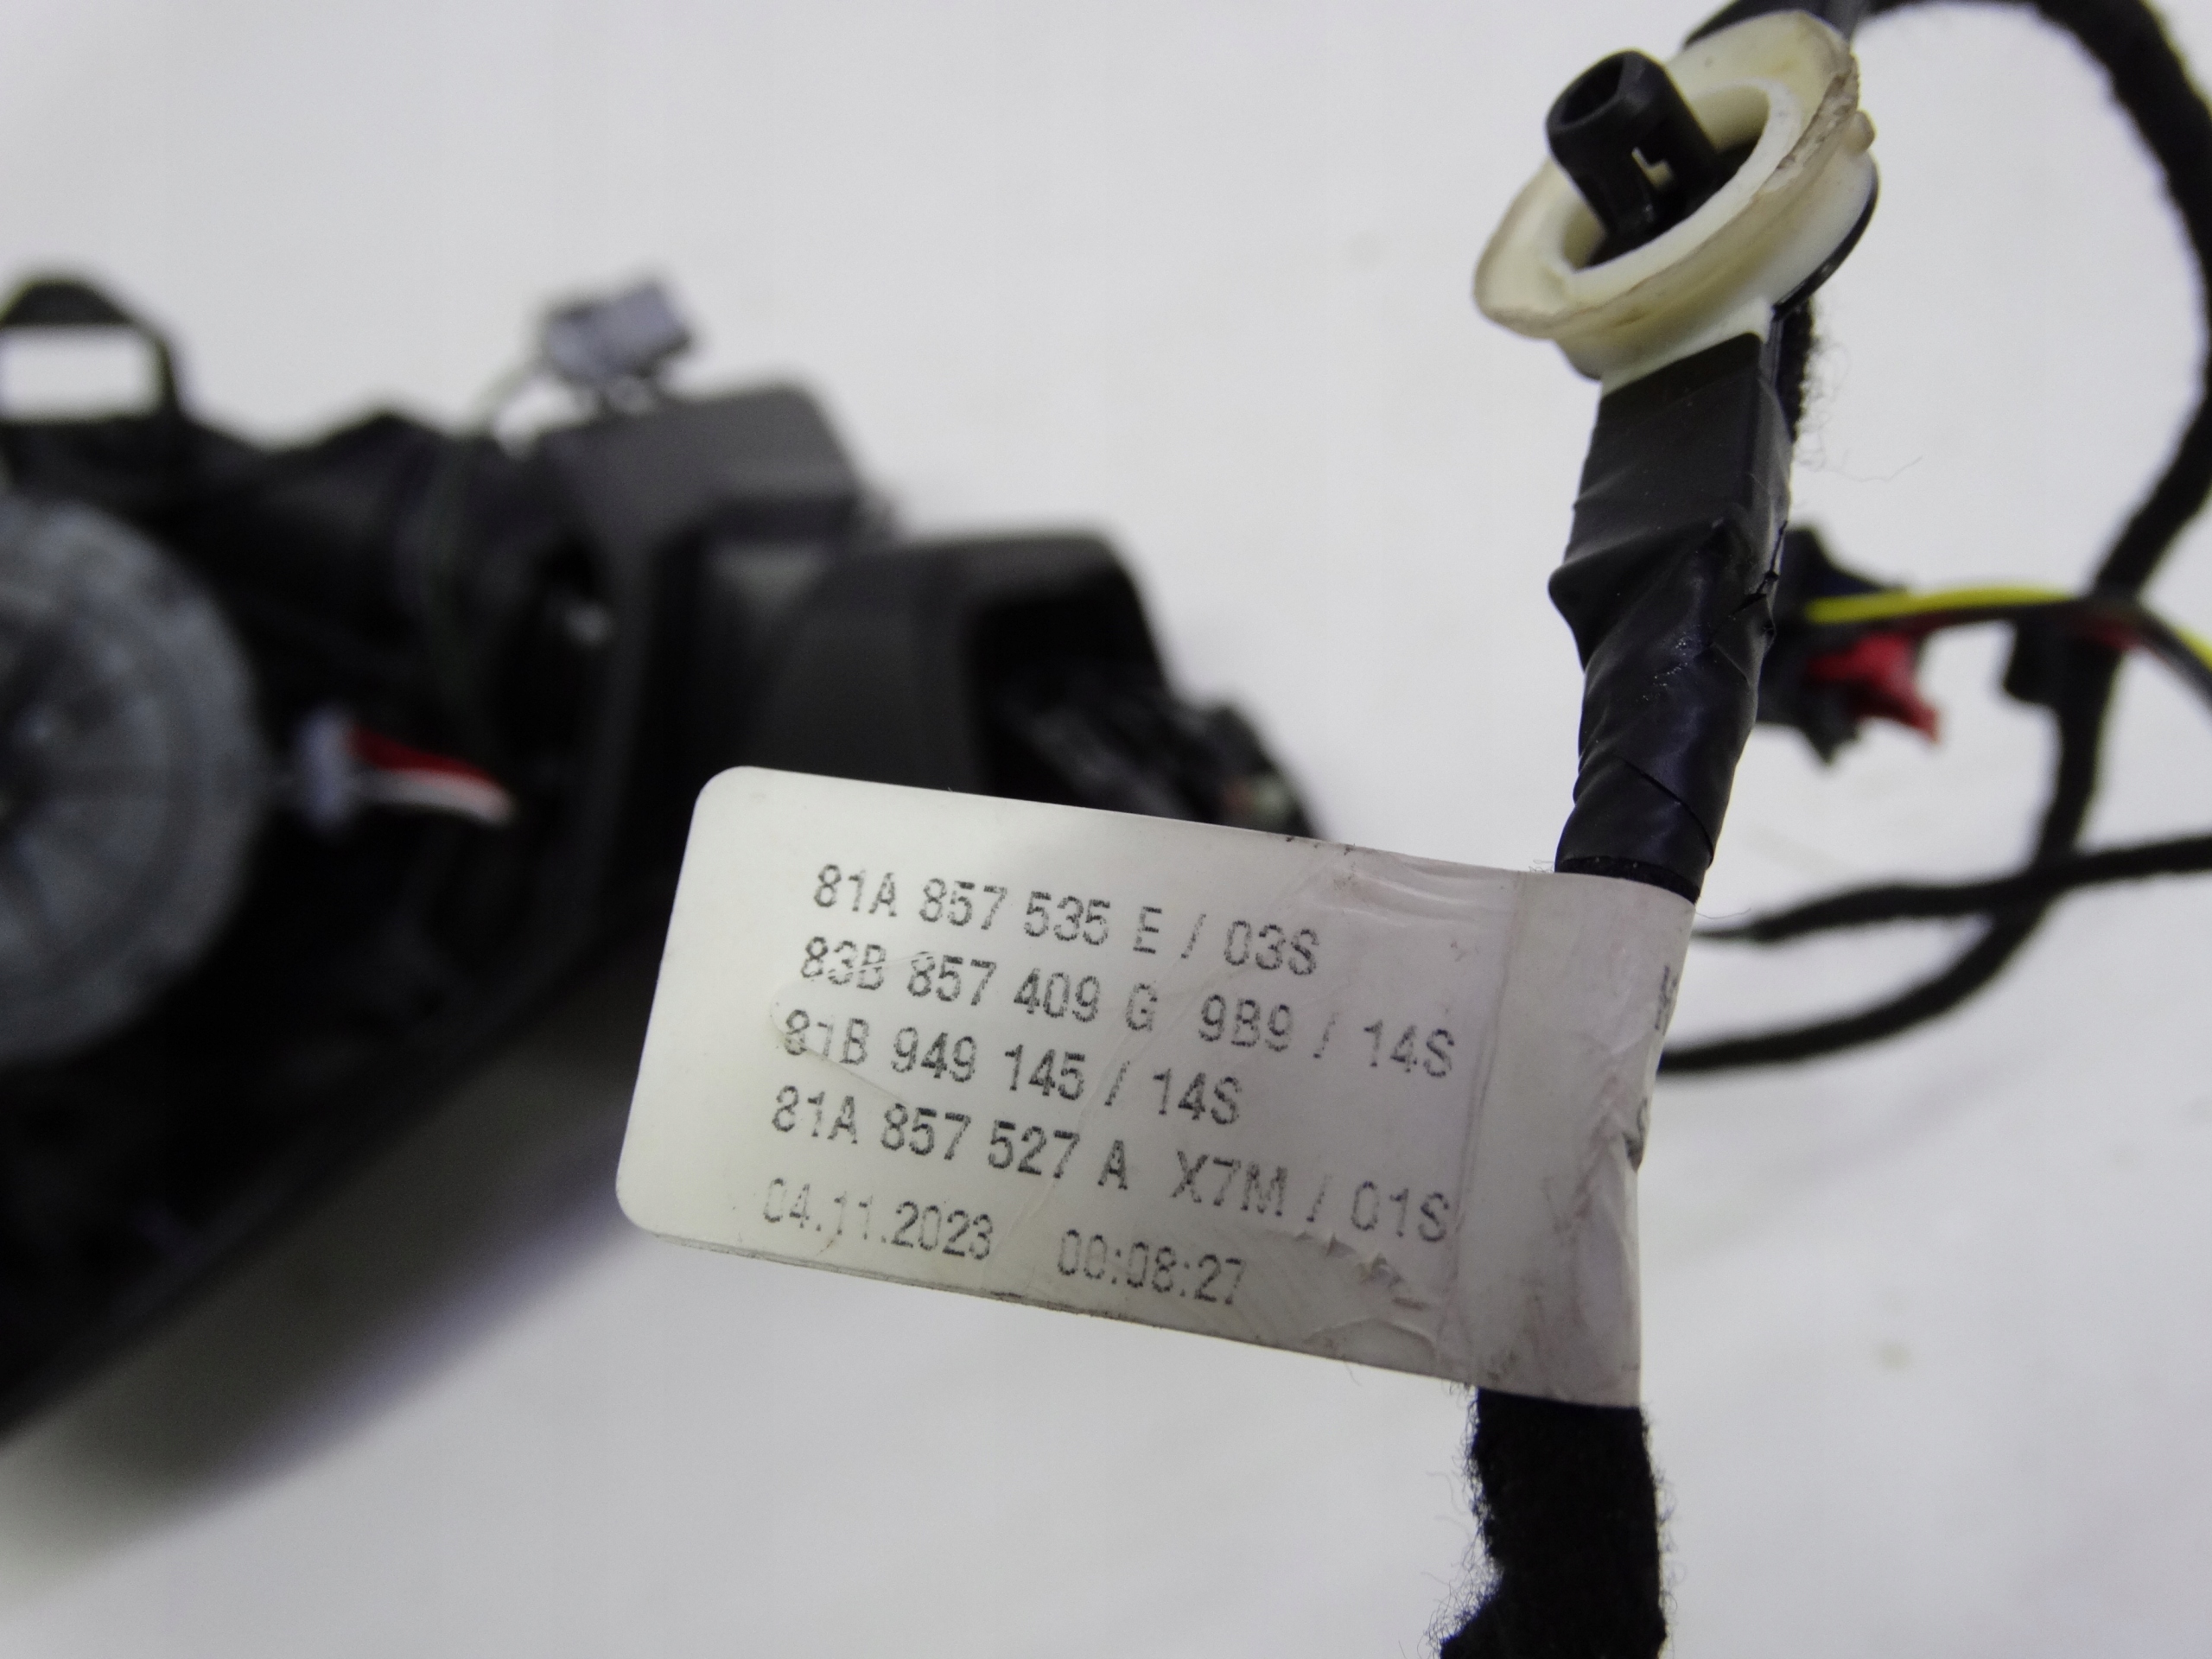 81A 857 535 E / 03S
83B 857 409 G 9B9 / 14S
81B 949 145 / 14S
81A 857 527 A X7M / 01S
04.11.2023 00:08:27